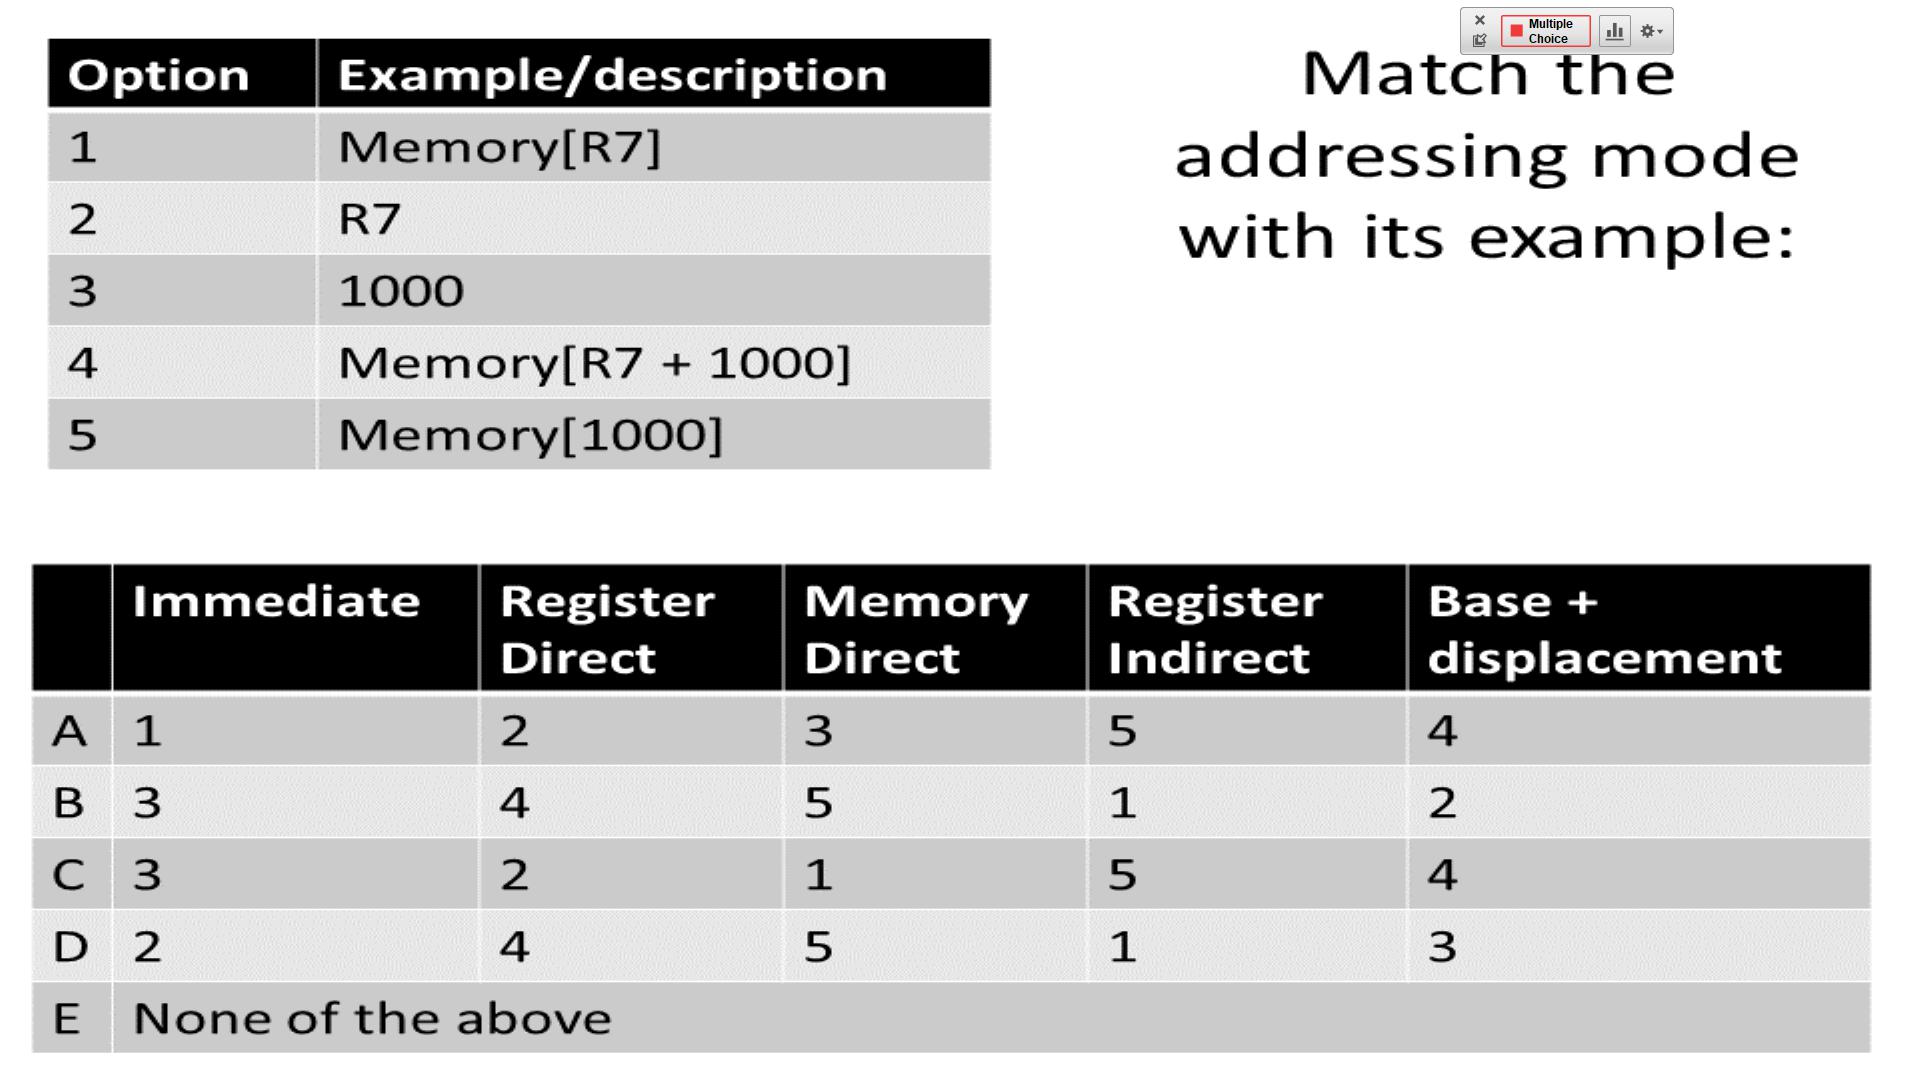 Multiple
Choice
Match the
addressing mode
with its example:
Option Example/description
1 Memory[R7]
2 R7
3 1000
4 Memory[R7 + 1000]
5 Memory[1000]
Immediate Register Direct Memory Direct Register Indirect Base + displacement
A 1 2 3 5 4
B 3 4 5 1 2
C 3 2 1 5 4
D 2 4 5 1 3
E None of the above